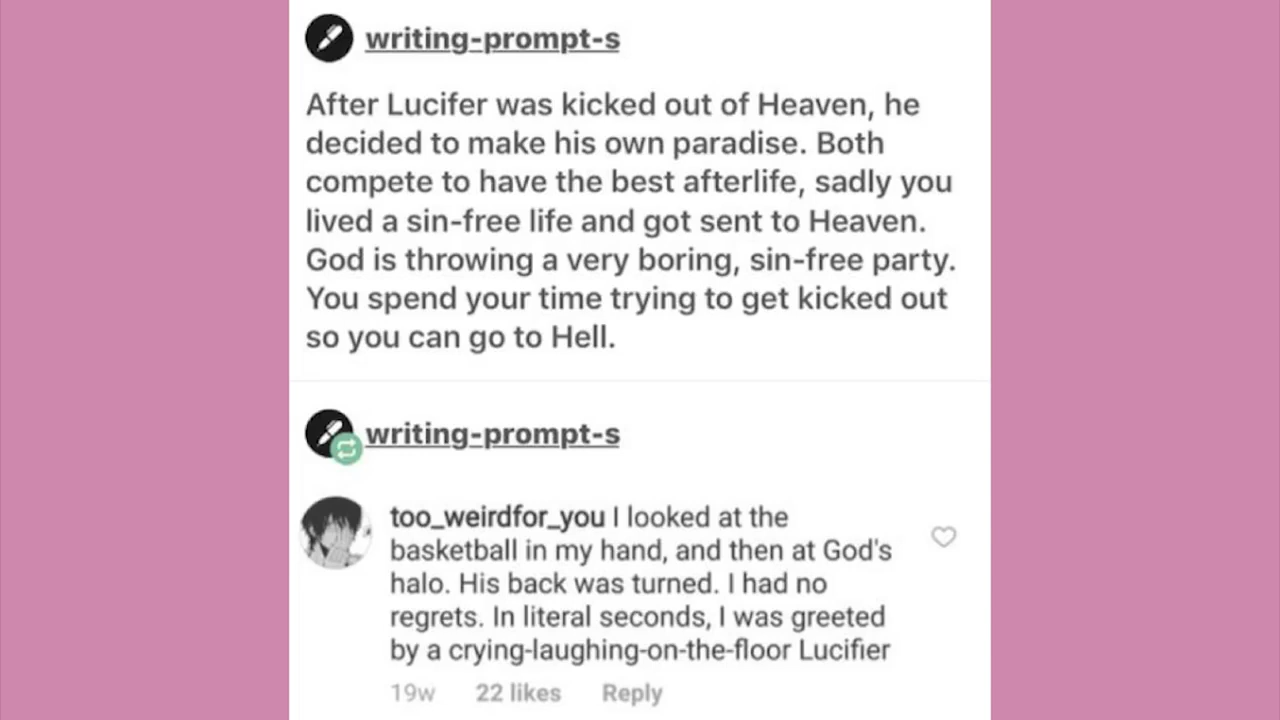 writing-prompt-s
After Lucifer was kicked out of Heaven, he
decided to make his own paradise. Both
compete to have the best afterlife, sadly you
lived a sin-free life and got sent to Heaven.
God is throwing a very boring, sin-free party.
You spend your time trying to get kicked out
so you can go to Hell.
writing-prompt-s
too_weirdfor_you I looked at the
basketball in my hand, and then at God's
halo. His back was turned. I had no
regrets. In literal seconds, I was greeted
by a crying-laughing-on-the-floor Lucifier
19w 22 likes Reply